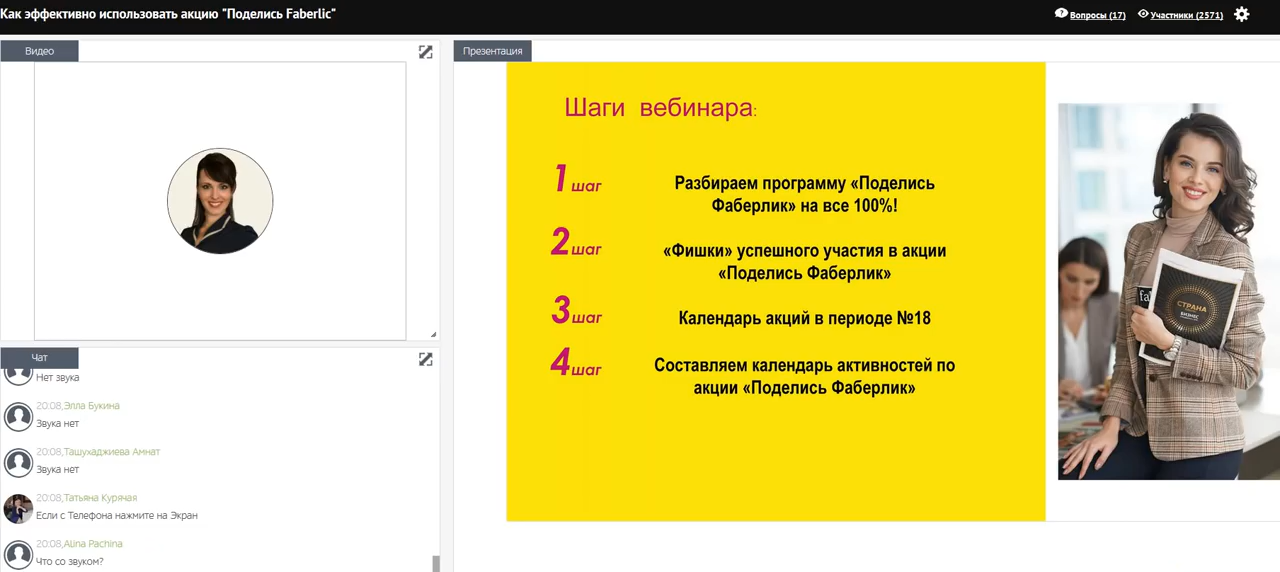 Как эффективно использовать акцию "Поделись Faberlic"
Вопросы (17)
Участники (2571)
Видео
Презентация
Шаги вебинара:
1 шаг
Разбираем программу «Поделись
Фаберлик» на все 100%!
2 шаг
«Фишки» успешного участия в акции
«Поделись Фаберлик»
3 шаг
Календарь акций в периоде №18
4 шаг
Составляем календарь активностей по
акции «Поделись Фаберлик»
fab
СТРАНА
БИЗНЕС
Чат
Нет звука
20:08,Элла Букина
Звука нет
20:08,Ташухаджиева Амнат
Звука нет
20:08,Татьяна Курячая
Если с Телефона нажмите на Экран
20:08,Alina Pachina
Что со звуком?